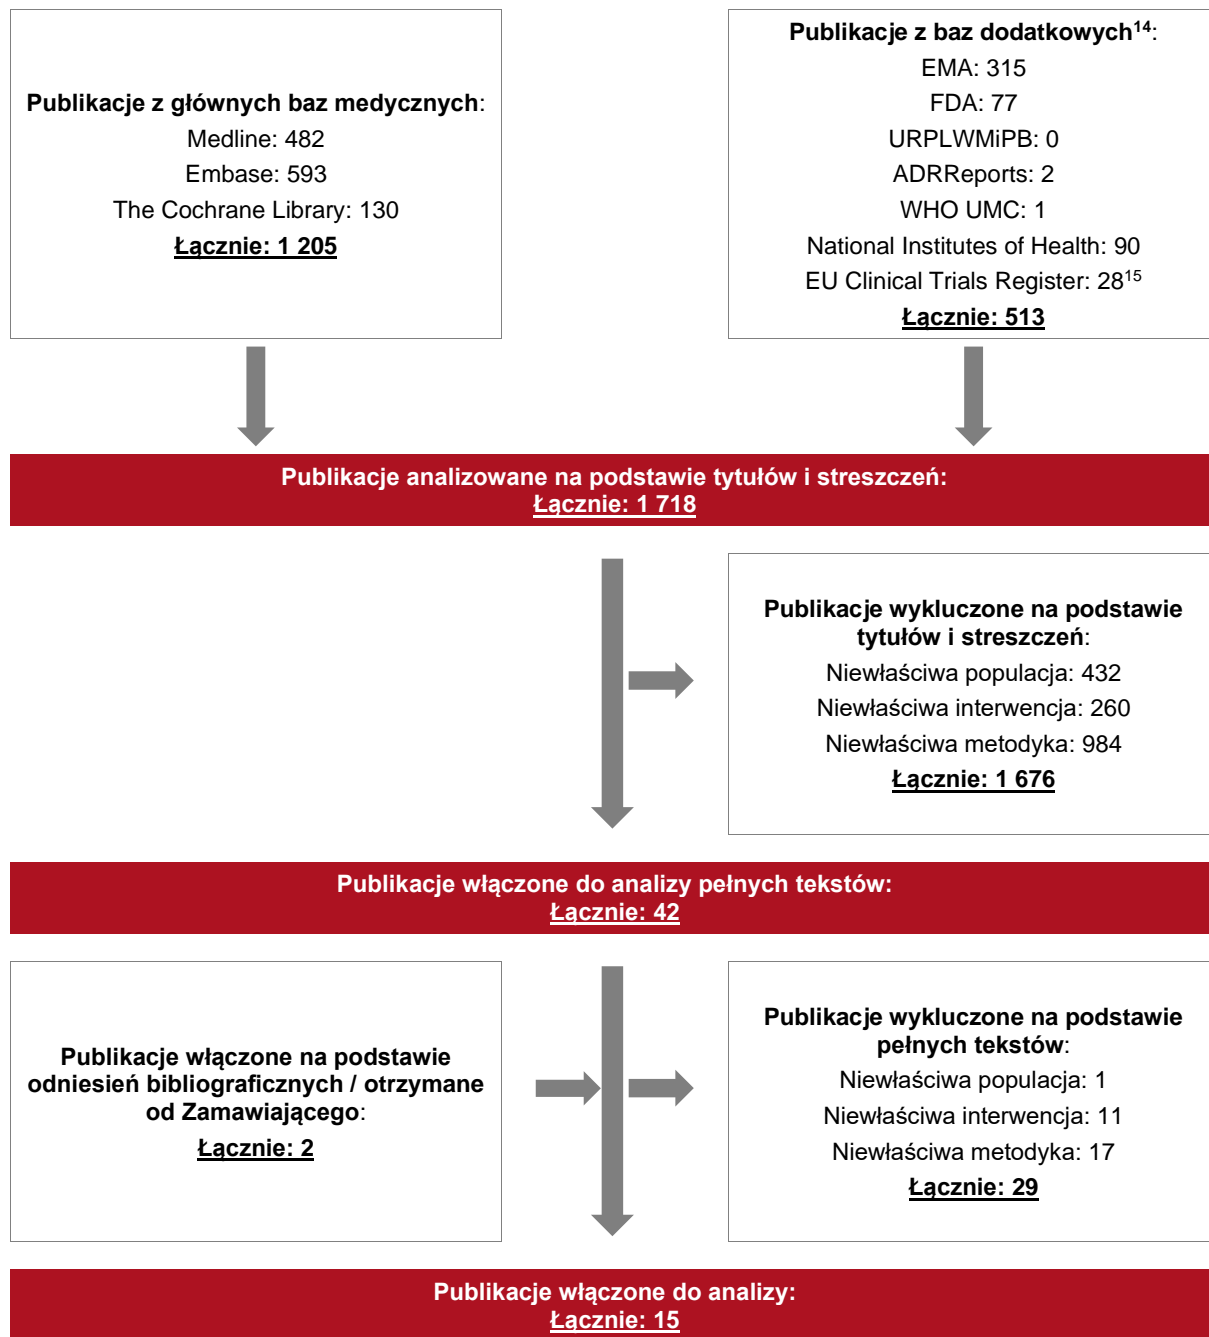 Publikacje z głównych baz medycznych:
Medline: 482
Embase: 593
The Cochrane Library: 130
Łącznie: 1 205
Publikacje z baz dodatkowych14:
EMA: 315
FDA: 77
URPLWMiPB: 0
ADRReports: 2
WHO UMC: 1
National Institutes of Health: 90
EU Clinical Trials Register: 2815
Łącznie: 513
Publikacje analizowane na podstawie tytułów i streszczeń:
Łącznie: 1 718
Publikacje wykluczone na podstawie
tytułów i streszczeń:
Niewłaściwa populacja: 432
Niewłaściwa interwencja: 260
Niewłaściwa metodyka: 984
Łącznie: 1 676
Publikacje włączone do analizy pełnych tekstów:
Łącznie: 42
Publikacje włączone na podstawie
odniesień bibliograficznych / otrzymane
od Zamawiającego:
Łącznie: 2
Publikacje wykluczone na podstawie
pełnych tekstów:
Niewłaściwa populacja: 1
Niewłaściwa interwencja: 11
Niewłaściwa metodyka: 17
Łącznie: 29
Publikacje włączone do analizy:
Łącznie: 15